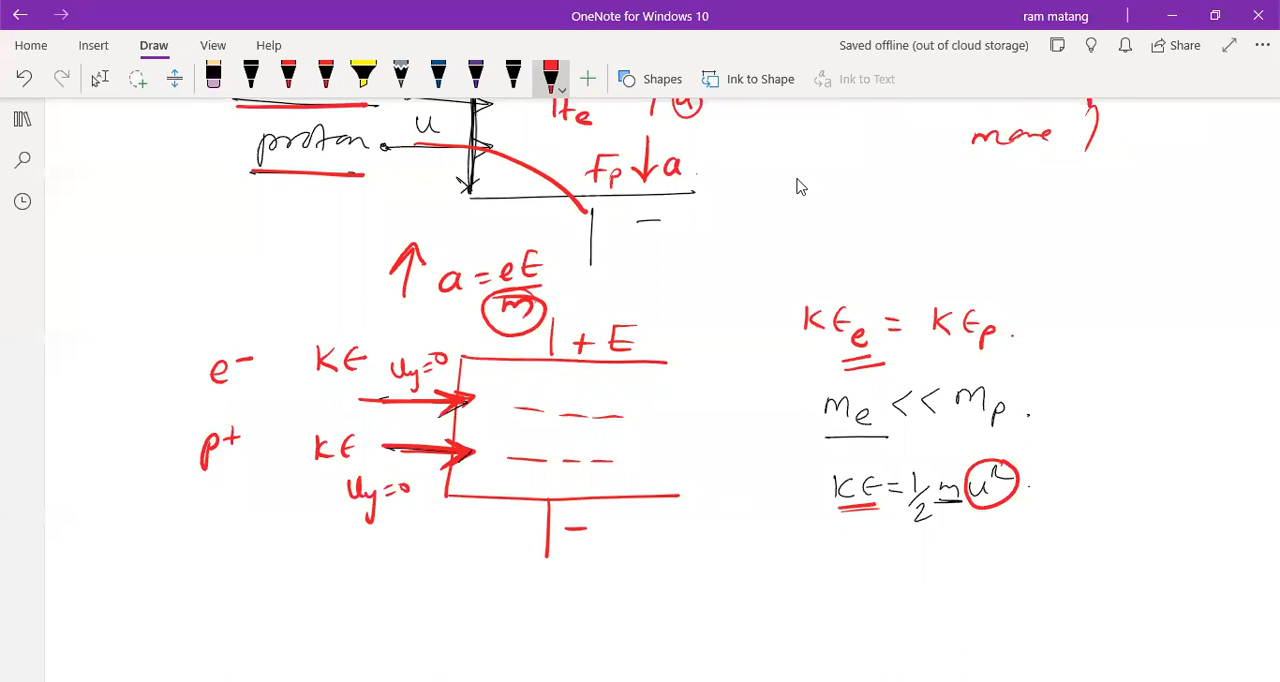 OneNote for Windows 10
ram matang
Home Insert Draw View Help
Saved offline (out of cloud storage)
Share
Shapes
Ink to Shape
Ink to Text
proton u
Fp a
move
a = eE/m
+ E
e- KE uy=0
p+ KE
uy=0
-
KEe = KEp.
me << mp.
KE = 1/2 mu²